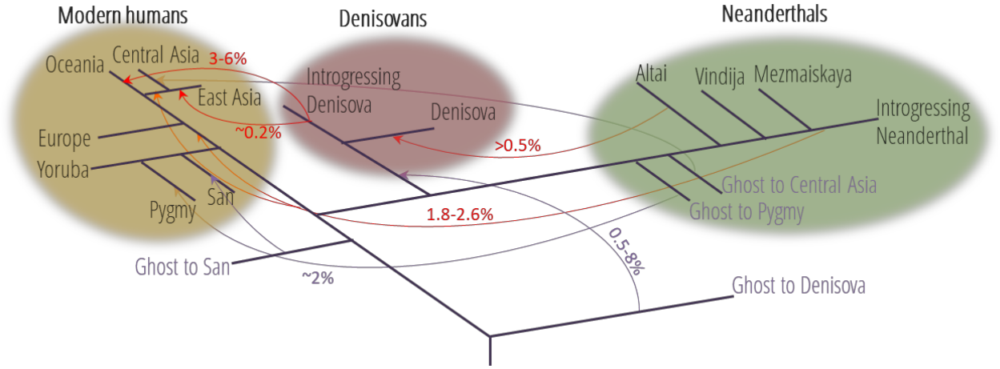 Modern humans
Denisovans
Neanderthals
Oceania
Central Asia
3-6%
East Asia
~0.2%
Europe
Yoruba
Pygmy
San
Introgressing
Denisova
Denisova
>0.5%
Altai
Vindija
Mezmaiskaya
Introgressing
Neanderthal
Ghost to Central Asia
Ghost to Pygmy
1.8-2.6%
0.5-8%
Ghost to San
~2%
Ghost to Denisova